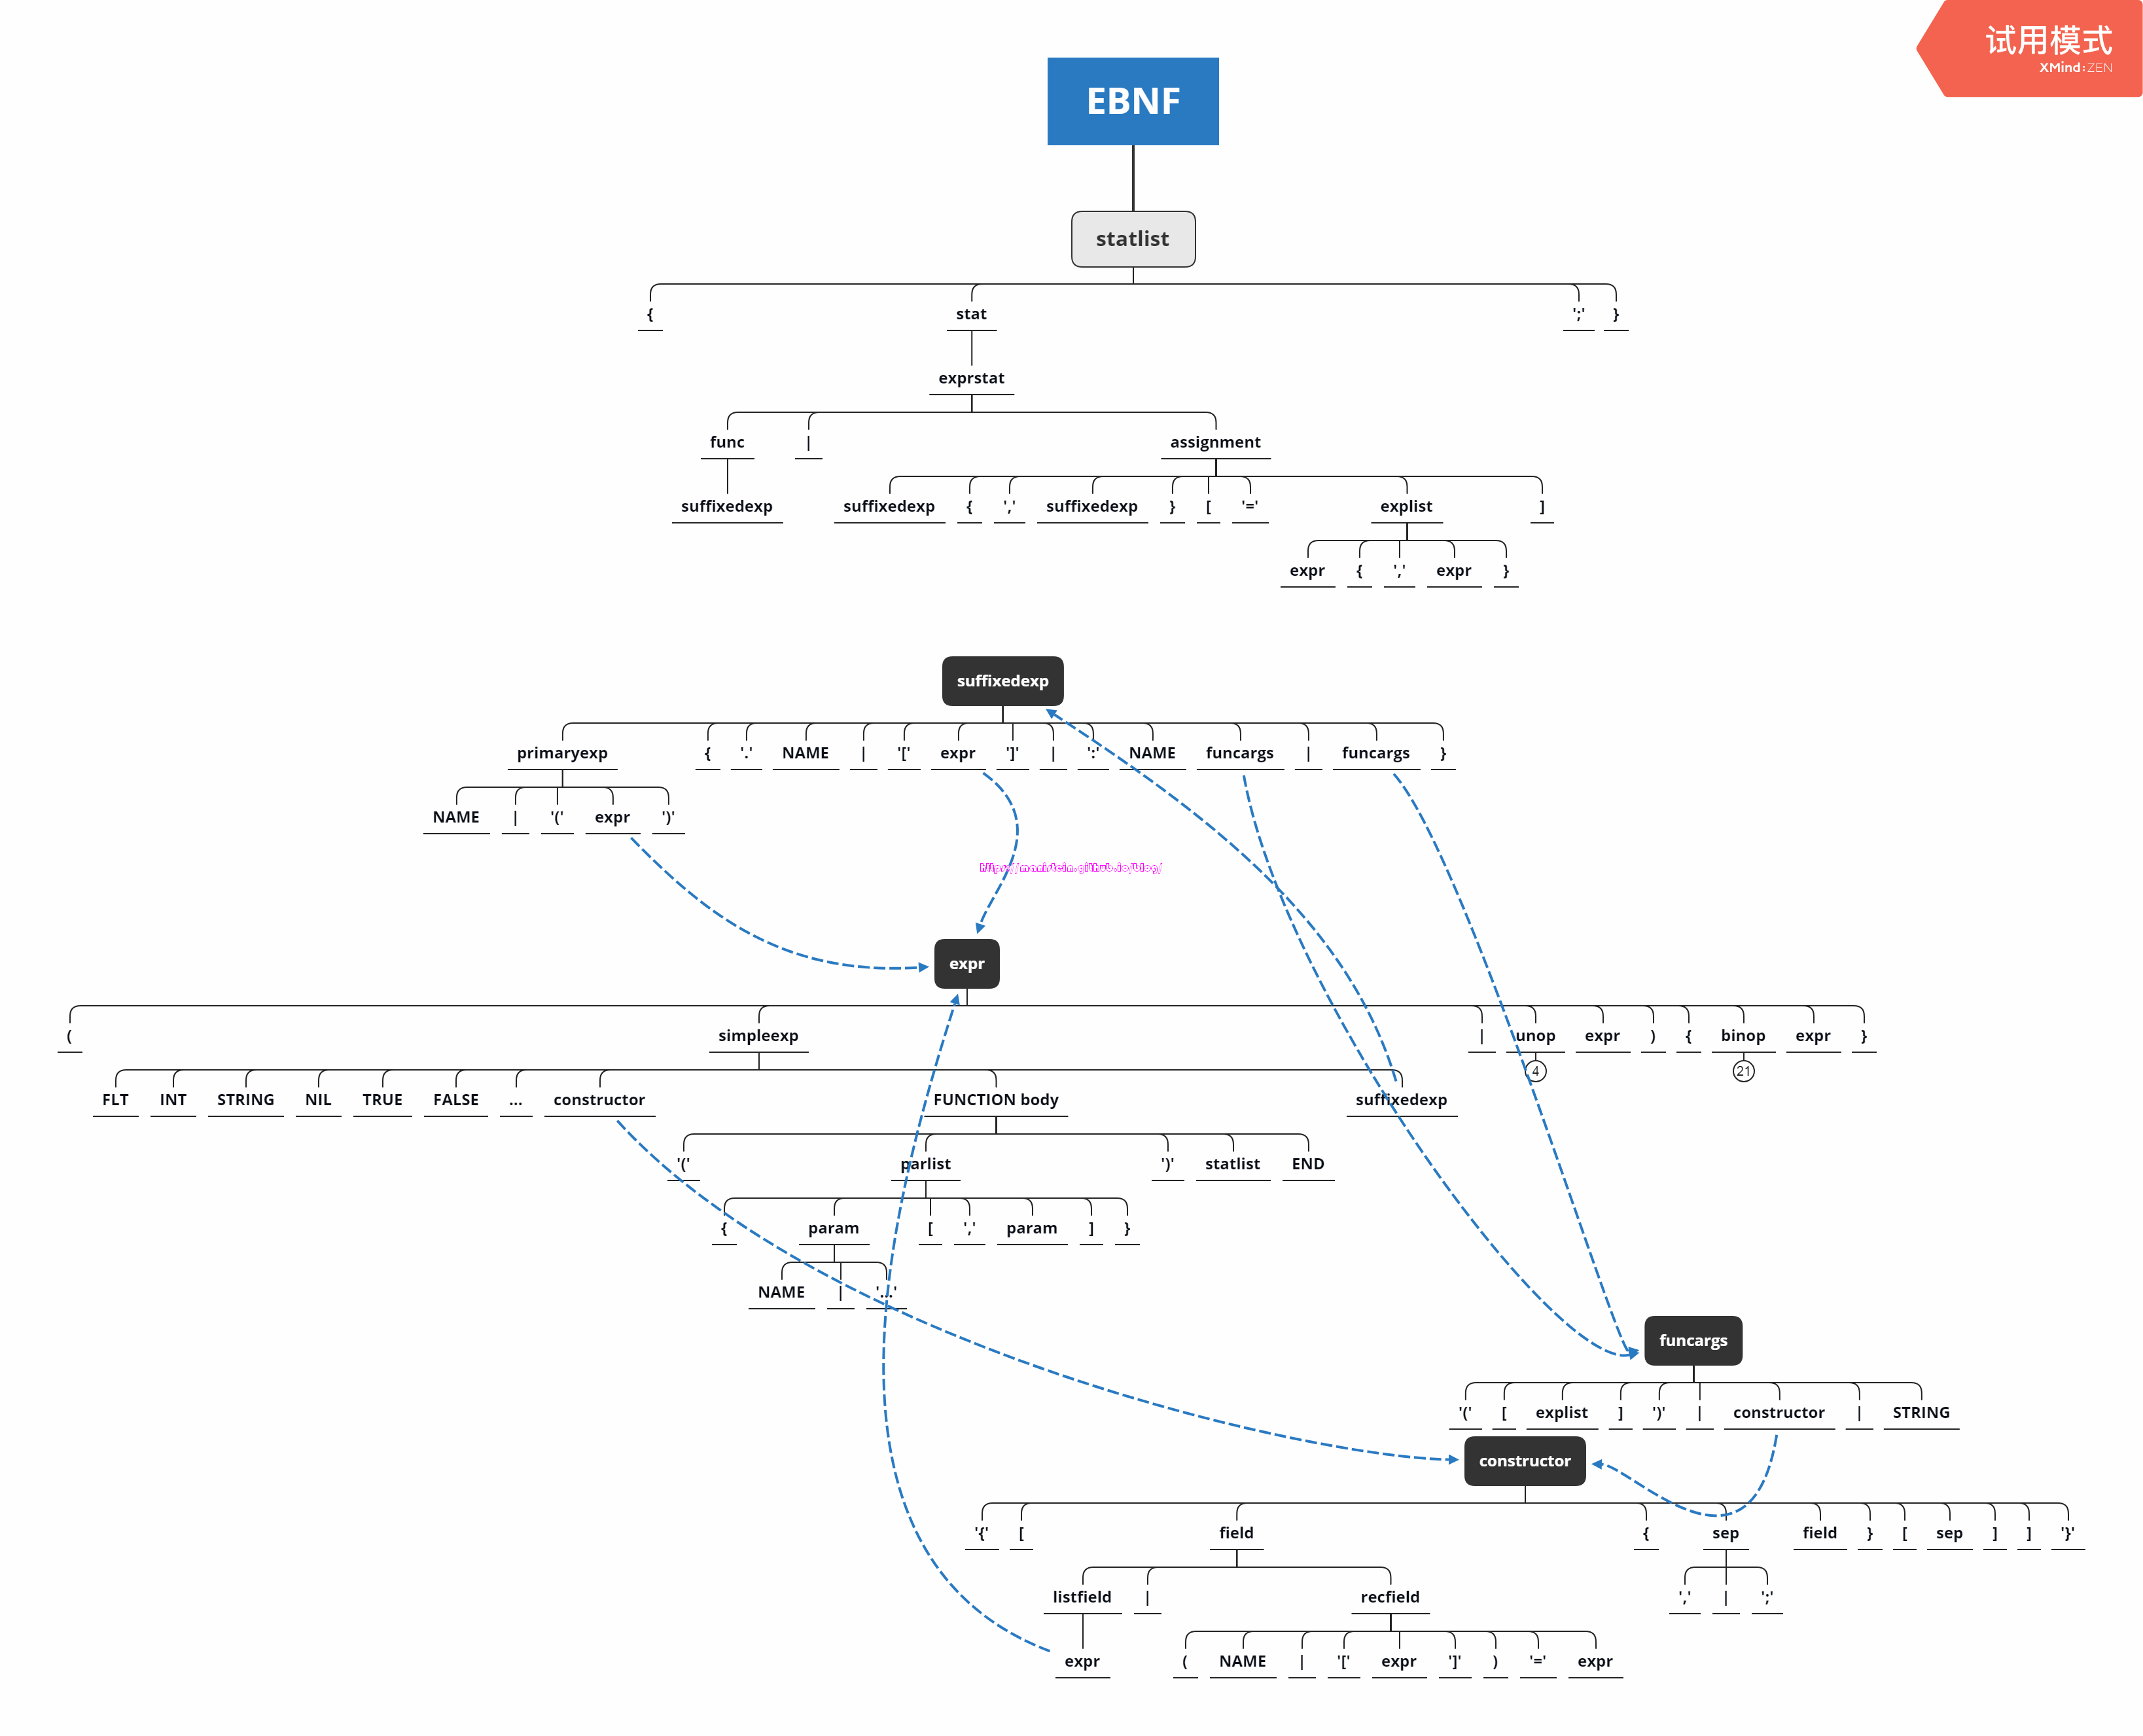 试用模式
XMind:ZEN
EBNF
statlist
{ stat ';' }
exprstat
func | assignment
suffixedexp suffixedexp { ',' suffixedexp } [ '=' explist ]
expr { ',' expr }
suffixedexp
primaryexp { '.' NAME | '[' expr ']' | ':' NAME funcargs | funcargs }
NAME | '(' expr ')'
https://manistein.github.io/blog/
expr
( simpleexp | unop expr ) { binop expr }
4 21
FLT INT STRING NIL TRUE FALSE ... constructor FUNCTION body suffixedexp
'(' parlist ')' statlist END
{ param [ ',' param ] }
NAME | '...'
funcargs
'(' [ explist ] ')' | constructor | STRING
constructor
'{' [ field { sep field } [ sep ] ] '}'
listfield | recfield ',' | ';'
expr ( NAME | '[' expr ']' ) '=' expr